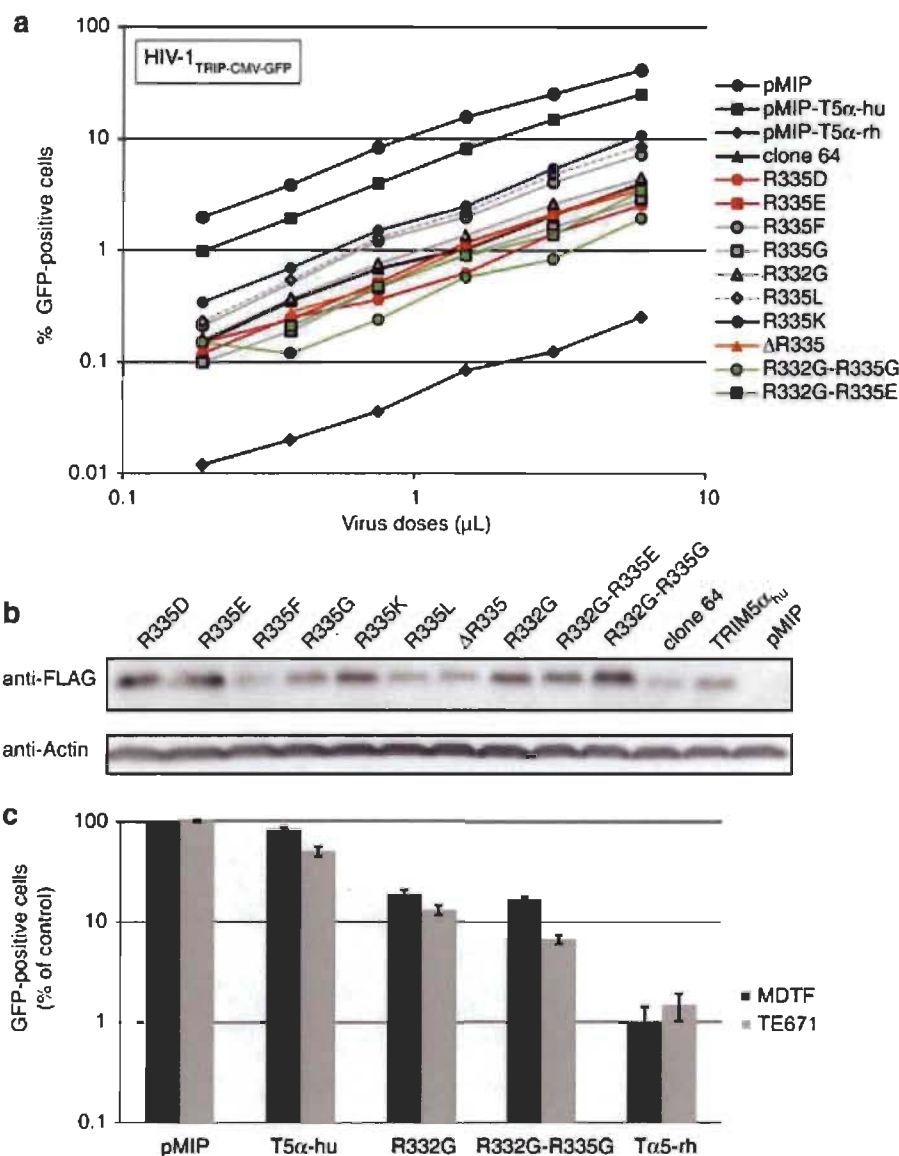 a
HIV-1TRIP-CMV-GFP
% GFP-positive cells
100
10
1
0.1
0.01
0.1
1
10
Virus doses (µL)
pMIP
pMIP-T5α-hu
pMIP-T5α-rh
clone 64
R335D
R335E
R335F
R335G
R332G
R335L
R335K
ΔR335
R332G-R335G
R332G-R335E
b
R335D
R335E
R335F
R335G
R335K
R335L
ΔR335
R332G
R332G-R335E
R332G-R335G
clone 64
TRIM5αhu
pMIP
anti-FLAG
anti-Actin
c
GFP-positive cells
(% of control)
100
10
1
0.1
pMIP
T5α-hu
R332G
R332G-R335G
Tα5-rh
MDTF
TE671